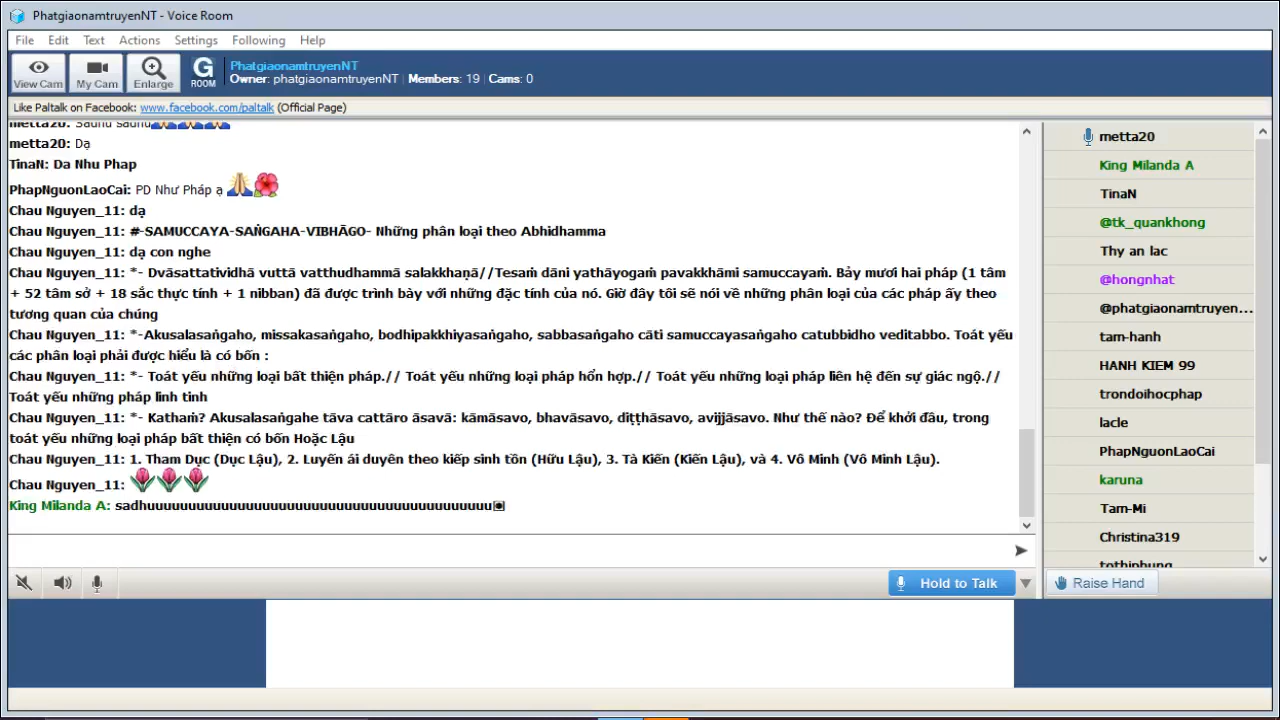 PhatgiaonamtruyenNT - Voice Room
File Edit Text Actions Settings Following Help
View Cam My Cam Enlarge G ROOM
PhatgiaonamtruyenNT
Owner: phatgiaonamtruyenNT Members: 19 Cams: 0
Like Paltalk on Facebook: www.facebook.com/paltalk (Official Page)
metta20: Sadhu sadhu
metta20: Dạ
TinaN: Da Nhu Phap
PhapNguonLaoCai: PD Như Pháp ạ
Chau Nguyen_11: dạ
Chau Nguyen_11: #-SAMUCCAYA-SAṄGAHA-VIBHĀGO- Những phân loại theo Abhidhamma
Chau Nguyen_11: dạ con nghe
Chau Nguyen_11: *- Dvāsattatividhā vuttā vatthudhammā salakkhaṇā//Tesaṁ dāni yathāyogaṁ pavakkhāmi samuccayaṁ. Bảy mươi hai pháp (1 tâm
+ 52 tâm sở + 18 sắc thực tính + 1 nibban) đã được trình bày với những đặc tính của nó. Giờ đây tôi sẽ nói về những phân loại của các pháp ấy theo
tương quan của chúng
Chau Nguyen_11: *-Akusalasaṅgaho, missakasaṅgaho, bodhipakkhiyasaṅgaho, sabbasaṅgaho cāti samuccayasaṅgaho catubbidho veditabbo. Toát yếu
các phân loại phải được hiểu là có bốn :
Chau Nguyen_11: *- Toát yếu những loại bất thiện pháp.// Toát yếu những loại pháp hổn hợp.// Toát yếu những loại pháp liên hệ đến sự giác ngộ.//
Toát yếu những pháp linh tinh
Chau Nguyen_11: *- Kathaṁ? Akusalasaṅgahe tāva cattāro āsavā: kāmāsavo, bhavāsavo, diṭṭhāsavo, avijjāsavo. Như thế nào? Để khởi đầu, trong
toát yếu những loại pháp bất thiện có bốn Hoặc Lậu
Chau Nguyen_11: 1. Tham Dục (Dục Lậu), 2. Luyến ái duyên theo kiếp sinh tồn (Hữu Lậu), 3. Tà Kiến (Kiến Lậu), và 4. Vô Minh (Vô Minh Lậu).
Chau Nguyen_11:
King Milanda A: sadhuuuuuuuuuuuuuuuuuuuuuuuuuuuuuuuuuuuuuuuuuu
Hold to Talk
metta20
King Milanda A
TinaN
@tk_quankhong
Thy an lac
@hongnhat
@phatgiaonamtruyen...
tam-hanh
HANH KIEM 99
trondoihocphap
lacle
PhapNguonLaoCai
karuna
Tam-Mi
Christina319
tothiphung
Raise Hand